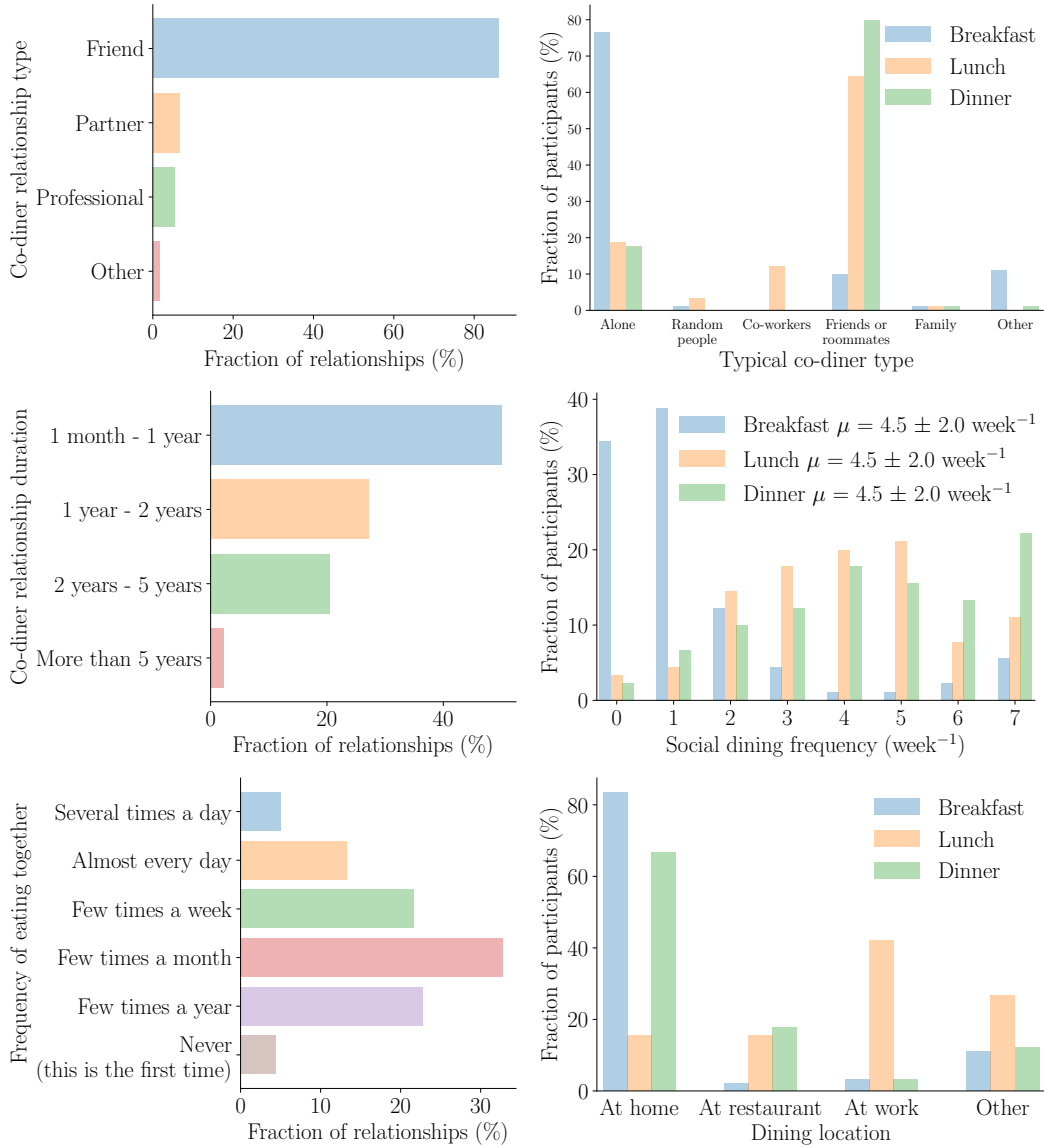 Co-diner relationship type
Friend
Partner
Professional
Other
0 20 40 60 80
Fraction of relationships (%)
Fraction of participants (%)
80
70
60
50
40
30
20
10
0
Breakfast
Lunch
Dinner
Alone
Random
people
Co-workers
Friends or
roommates
Family
Other
Typical co-diner type
Co-diner relationship duration
1 month - 1 year
1 year - 2 years
2 years - 5 years
More than 5 years
0 20 40
Fraction of relationships (%)
Fraction of participants (%)
40
30
20
10
0
Breakfast μ = 4.5 ± 2.0 week⁻¹
Lunch μ = 4.5 ± 2.0 week⁻¹
Dinner μ = 4.5 ± 2.0 week⁻¹
0 1 2 3 4 5 6 7
Social dining frequency (week⁻¹)
Frequency of eating together
Several times a day
Almost every day
Few times a week
Few times a month
Few times a year
Never
(this is the first time)
0 10 20 30
Fraction of relationships (%)
Fraction of participants (%)
80
60
40
20
0
Breakfast
Lunch
Dinner
At home At restaurant At work Other
Dining location